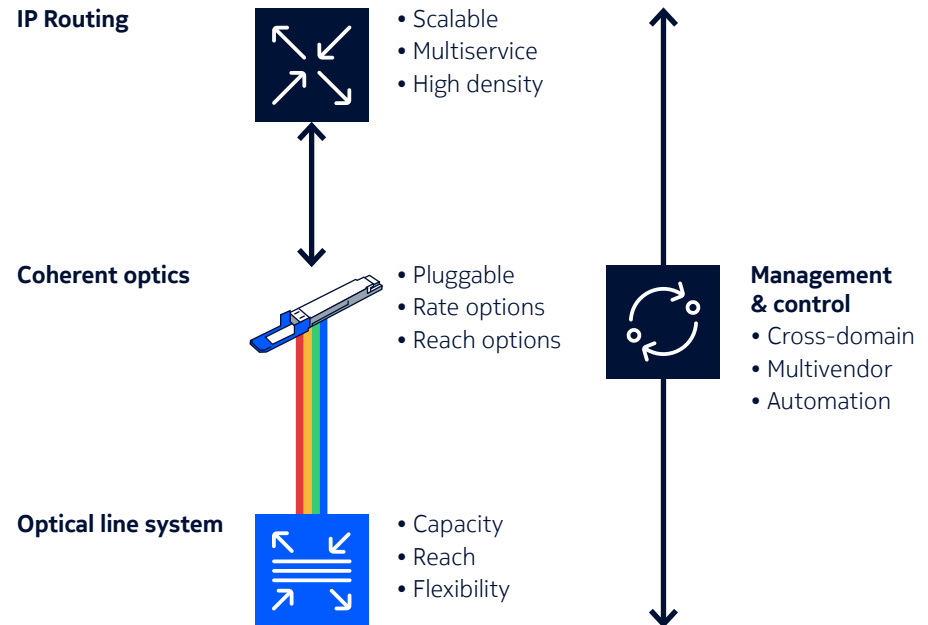 IP Routing
• Scalable
• Multiservice
• High density
Coherent optics
• Pluggable
• Rate options
• Reach options
Management
& control
• Cross-domain
• Multivendor
• Automation
Optical line system
• Capacity
• Reach
• Flexibility